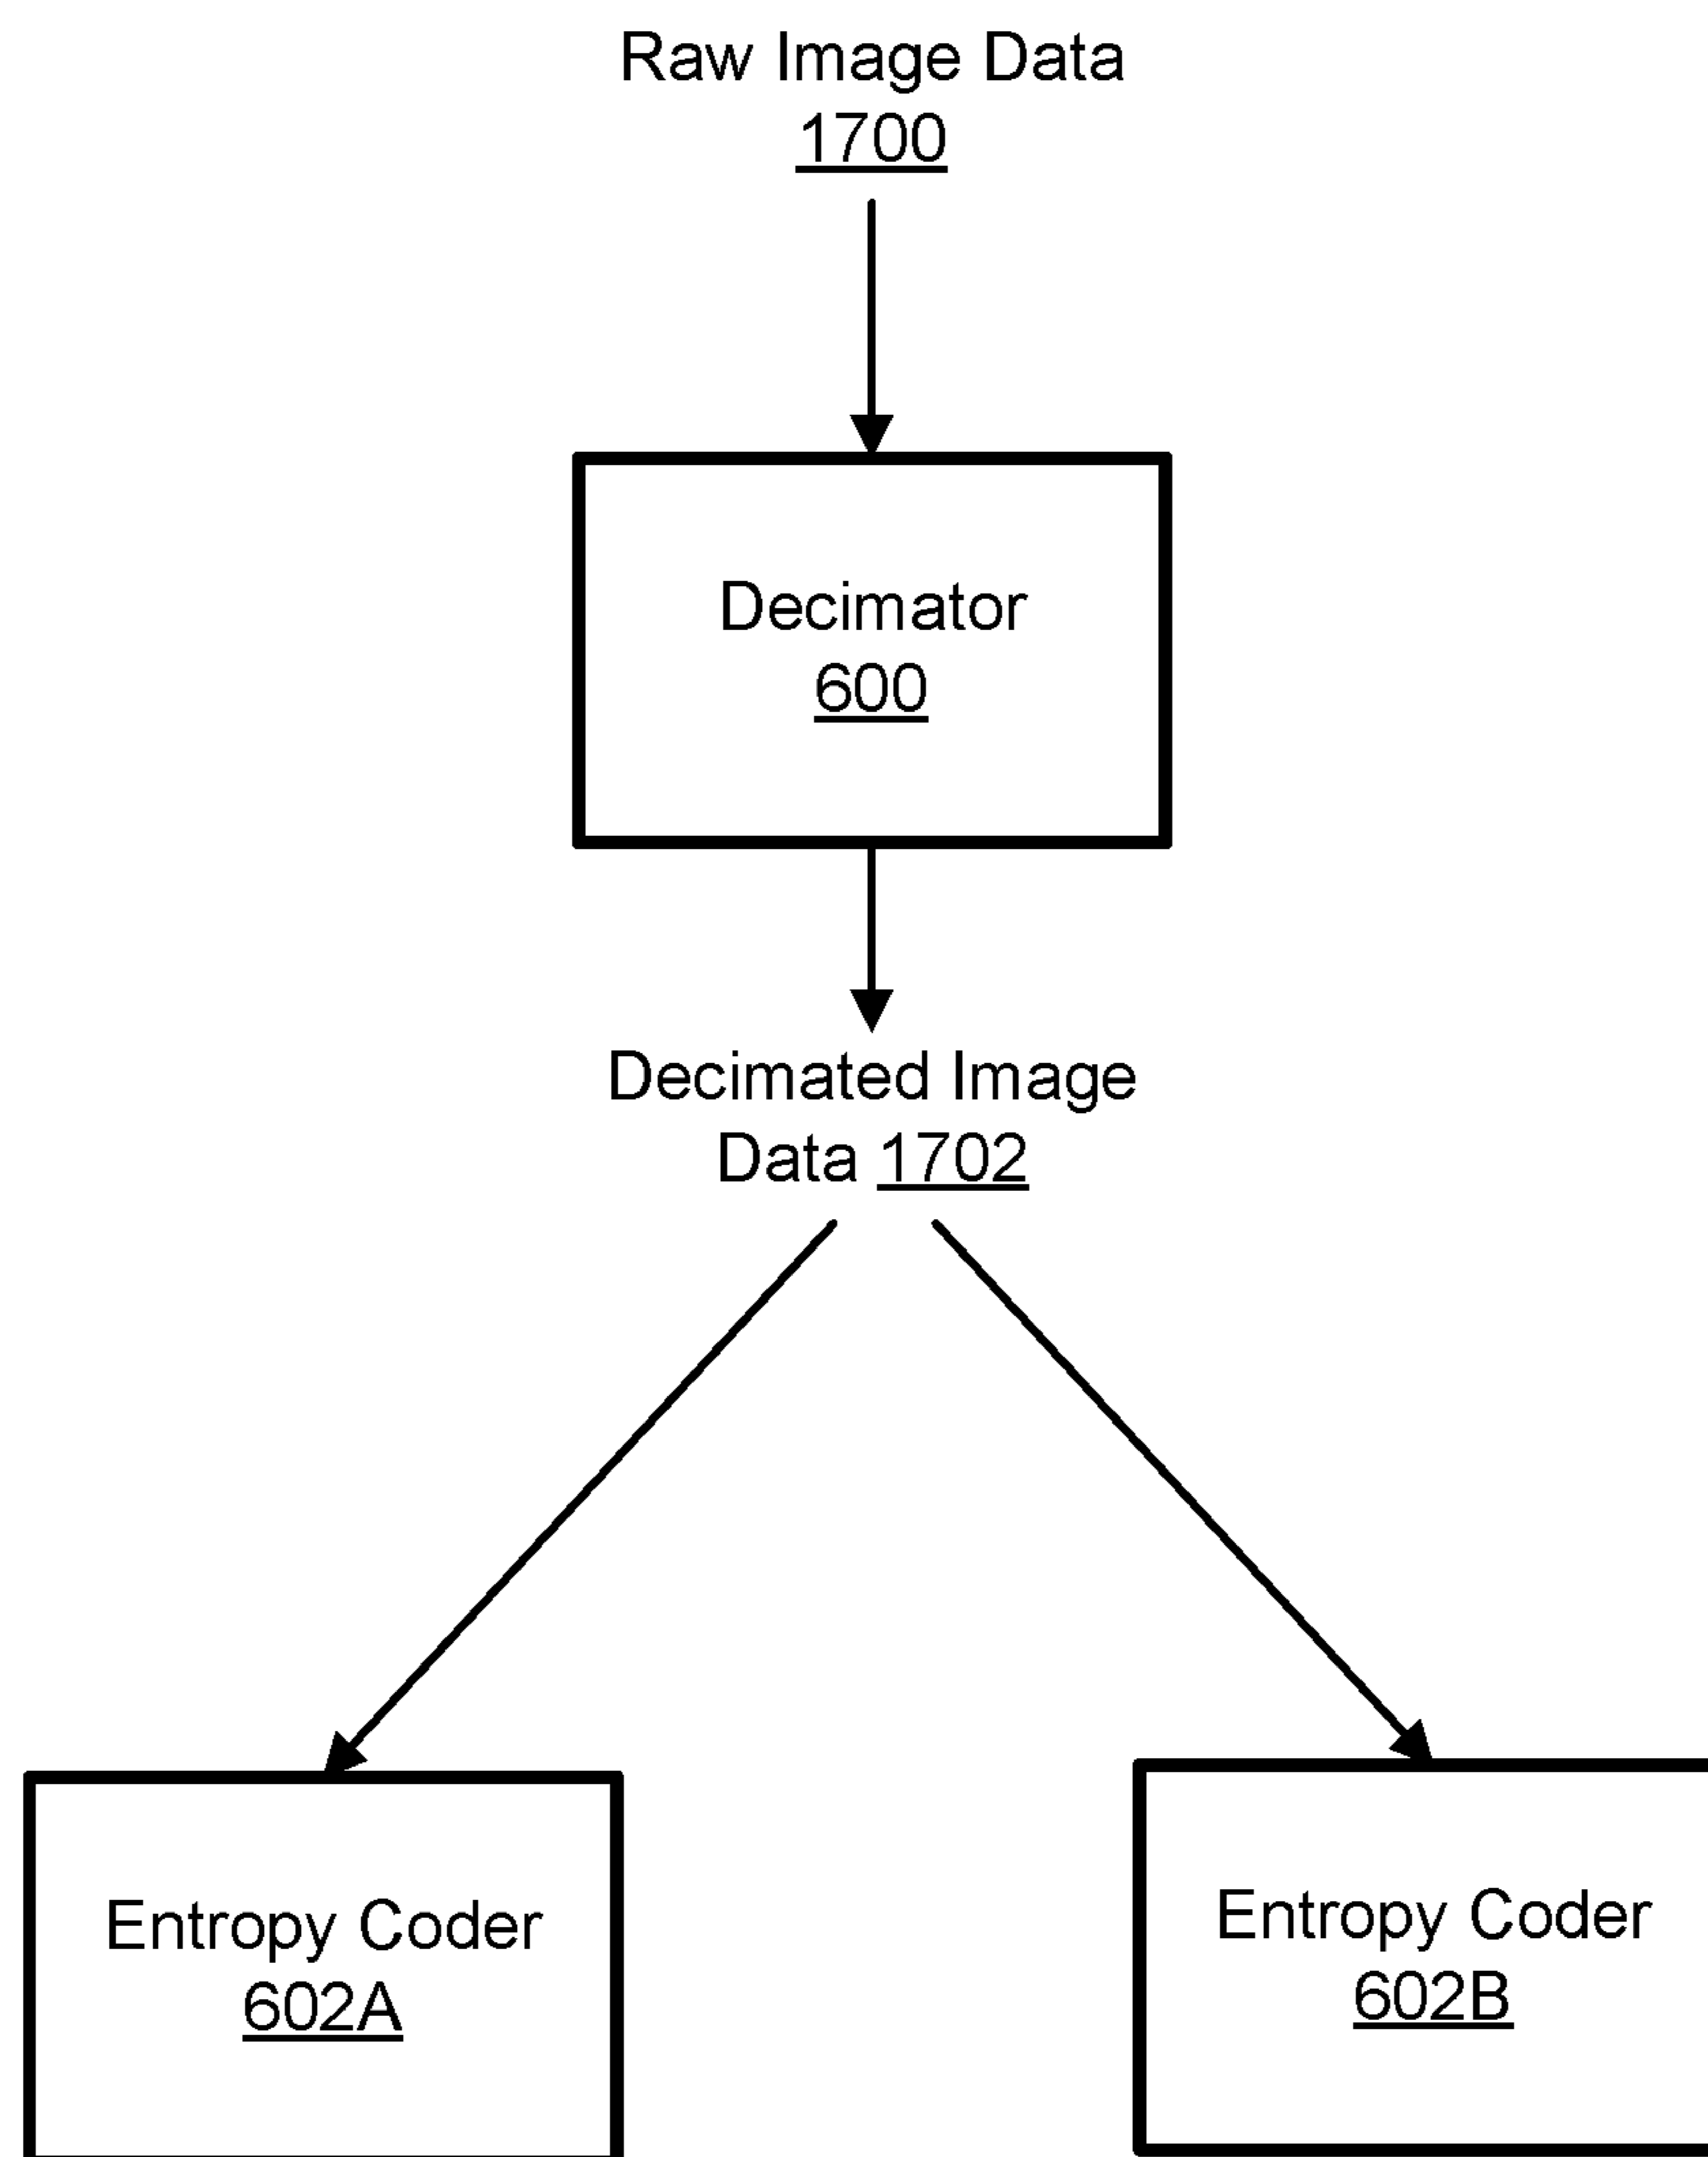 Raw Image Data
1700
Decimator
600
Decimated Image
Data 1702
Entropy Coder
602A
Entropy Coder
602B